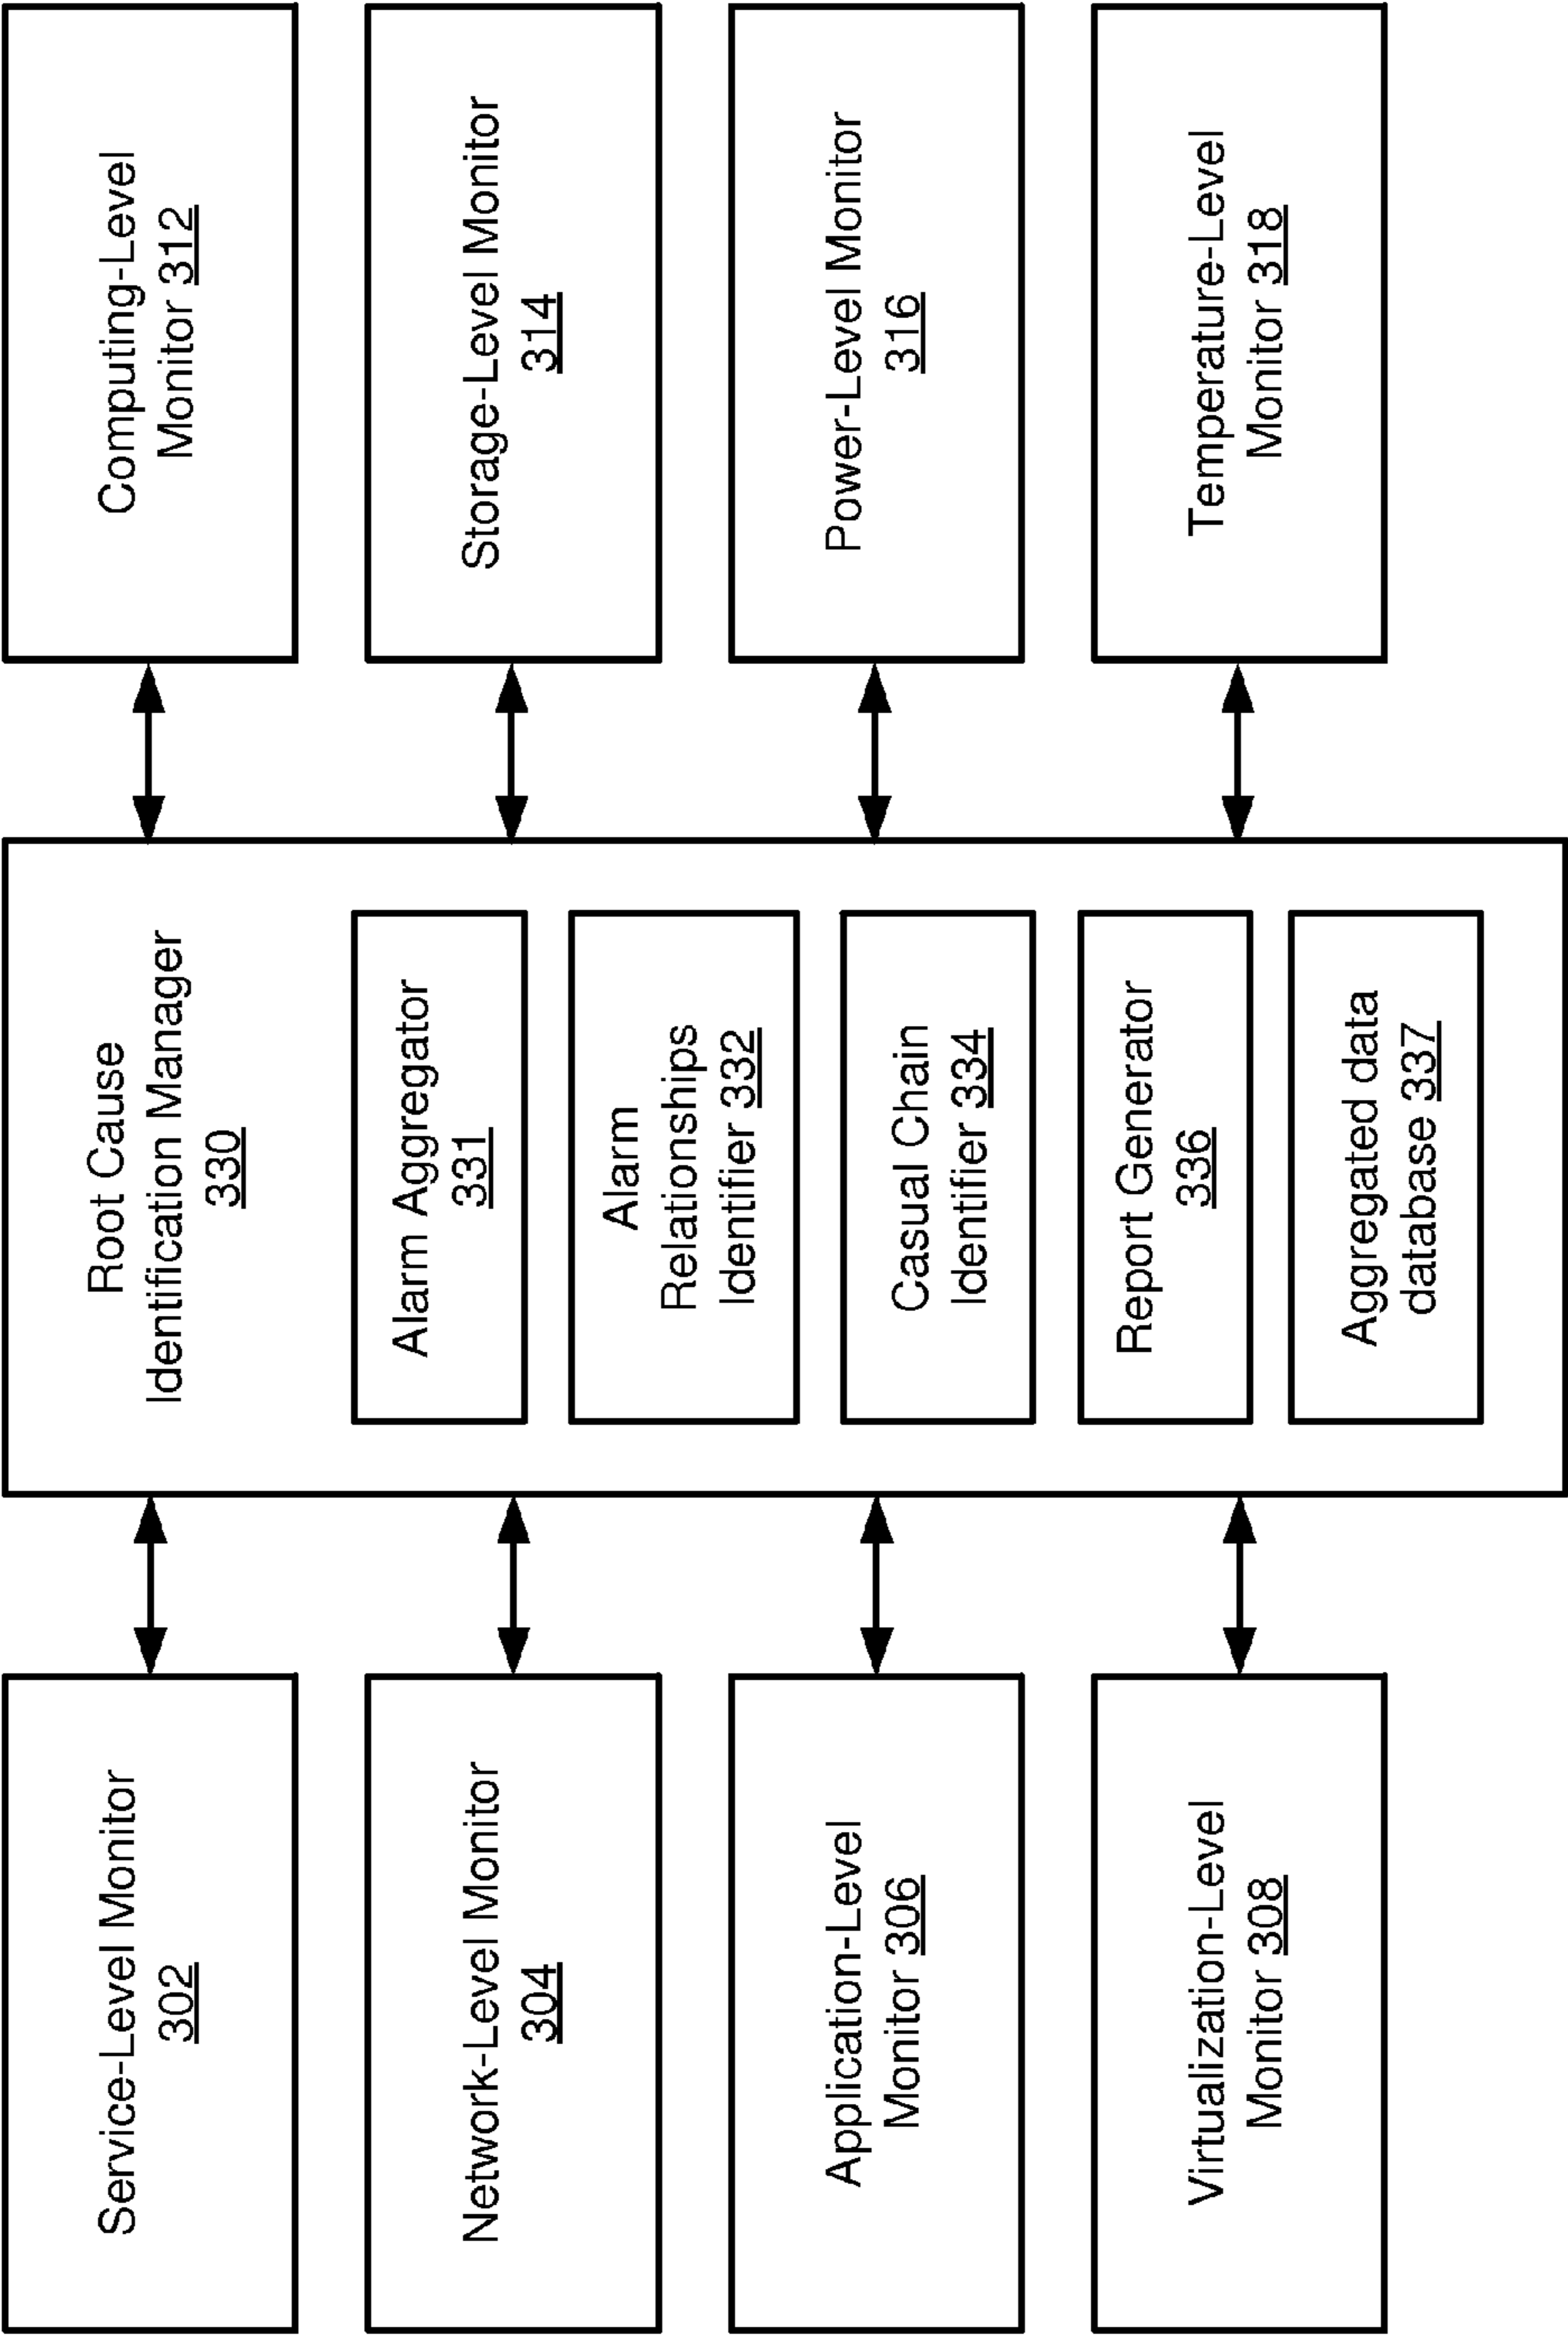 Service-Level Monitor
302
Network-Level Monitor
304
Application-Level
Monitor 306
Virtualization-Level
Monitor 308
Root Cause
Identification Manager
330
Alarm Aggregator
331
Alarm
Relationships
Identifier 332
Casual Chain
Identifier 334
Report Generator
336
Aggregated data
database 337
Computing-Level
Monitor 312
Storage-Level Monitor
314
Power-Level Monitor
316
Temperature-Level
Monitor 318